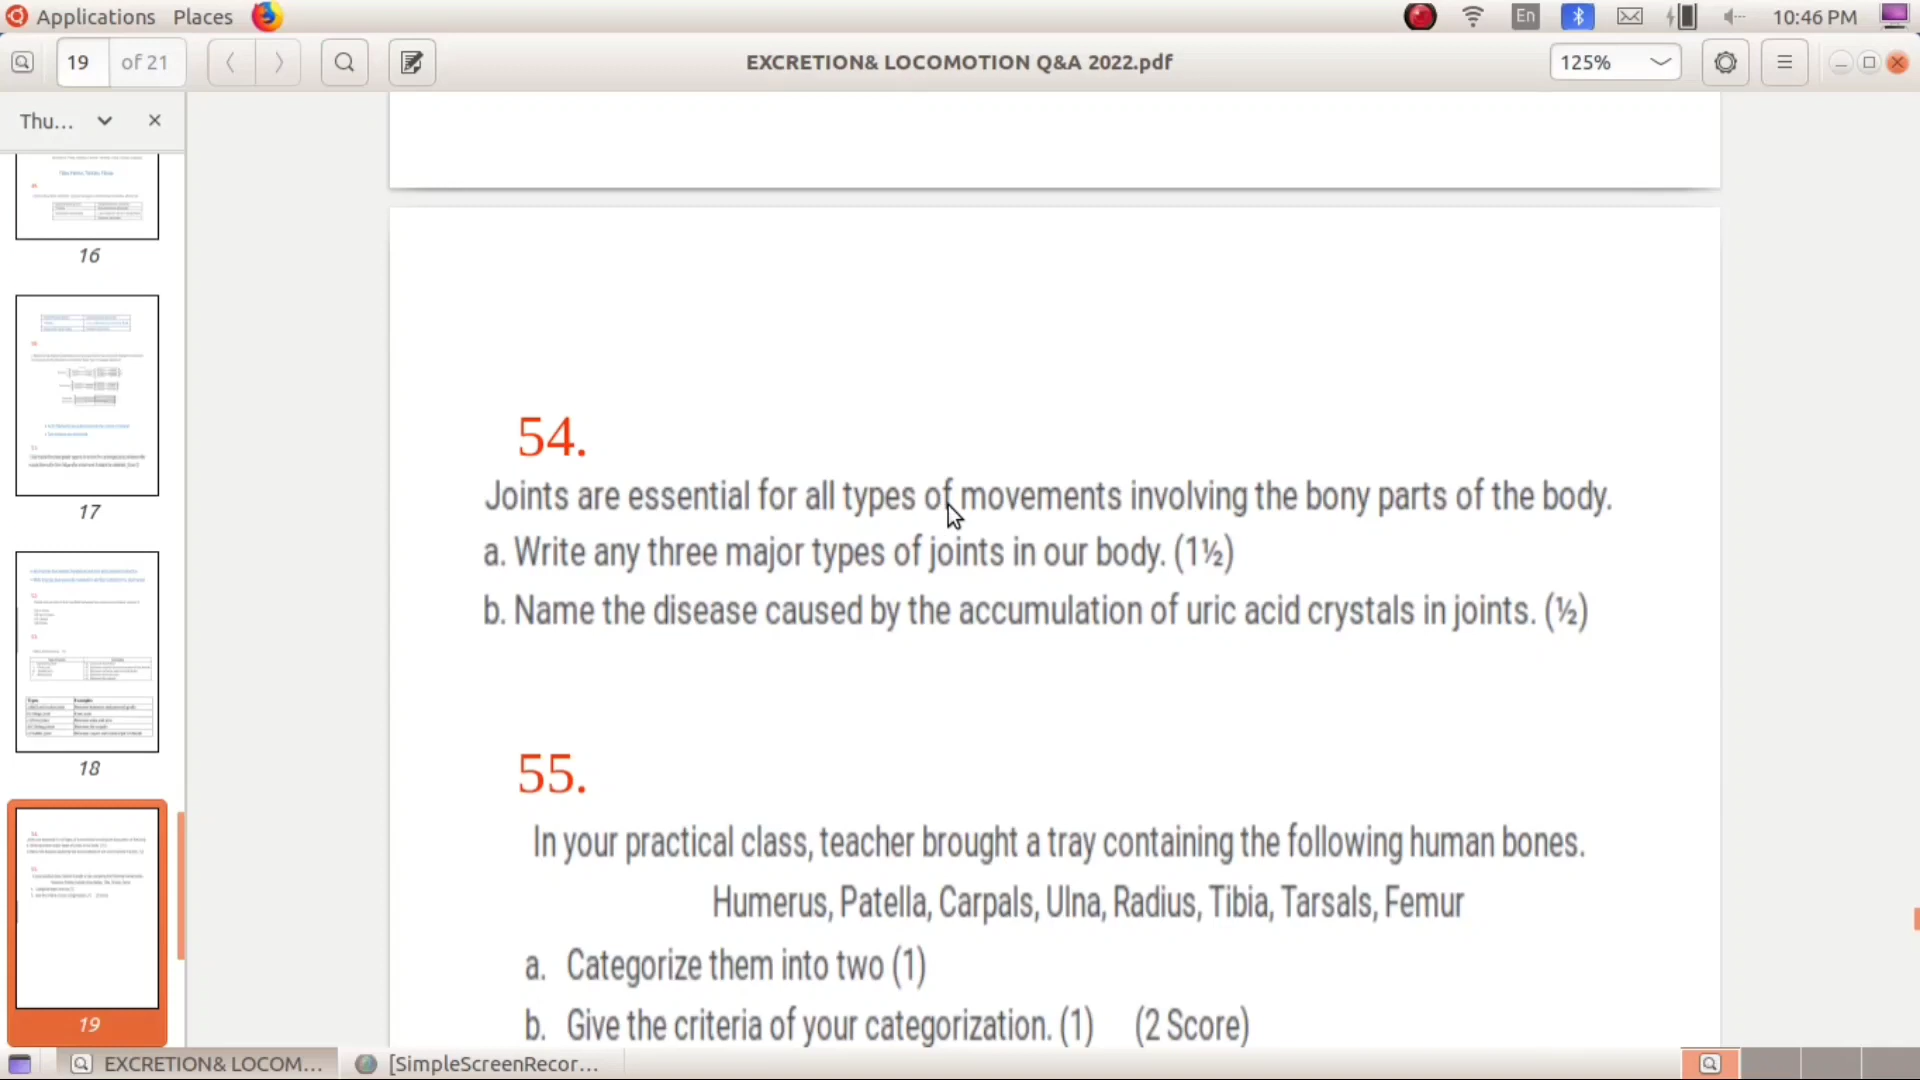 Applications Places En 10:46 PM
19 of 21 EXCRETION& LOCOMOTION Q&A 2022.pdf 125%
Thu...
16
17
18
19
54.
Joints are essential for all types of movements involving the bony parts of the body.
a. Write any three major types of joints in our body. (1½)
b. Name the disease caused by the accumulation of uric acid crystals in joints. (½)
55.
In your practical class, teacher brought a tray containing the following human bones.
Humerus, Patella, Carpals, Ulna, Radius, Tibia, Tarsals, Femur
a. Categorize them into two (1)
b. Give the criteria of your categorization. (1) (2 Score)
EXCRETION& LOCOM... [SimpleScreenRecor...